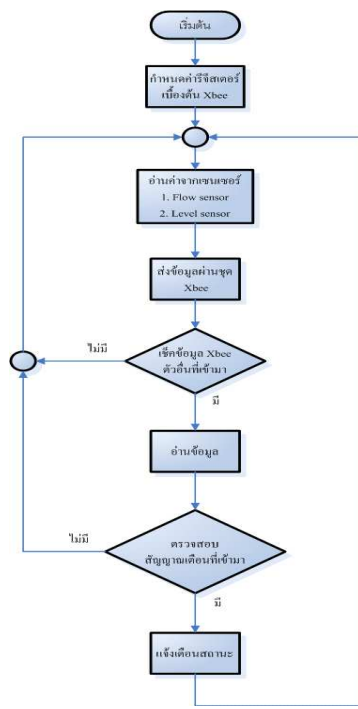 เริ่มต้น
กำหนดค่ารีจิสเตอร์
เบื้องต้น Xbee
อ่านค่าจากเซนเซอร์
1. Flow sensor
2. Level sensor
ส่งข้อมูลผ่านชุด
Xbee
ไม่มี
เช็คข้อมูล Xbee
ตัวอื่นที่เข้ามา
มี
อ่านข้อมูล
ไม่มี
ตรวจสอบ
สัญญาณเตือนที่เข้ามา
มี
แจ้งเตือนสถานะ